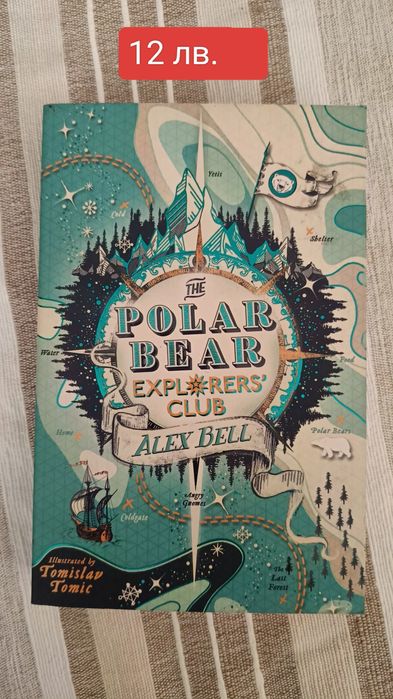 12 лв.
Yetis
Cold
Shelter
THE
POLAR
BEAR
EXPLORERS'
CLUB
ALEX BELL
Water
Food
Home
Polar Bears
Coldgate
Angry
Gnomes
Illustrated by
Tomislav
Tomic
The
Last
Forest